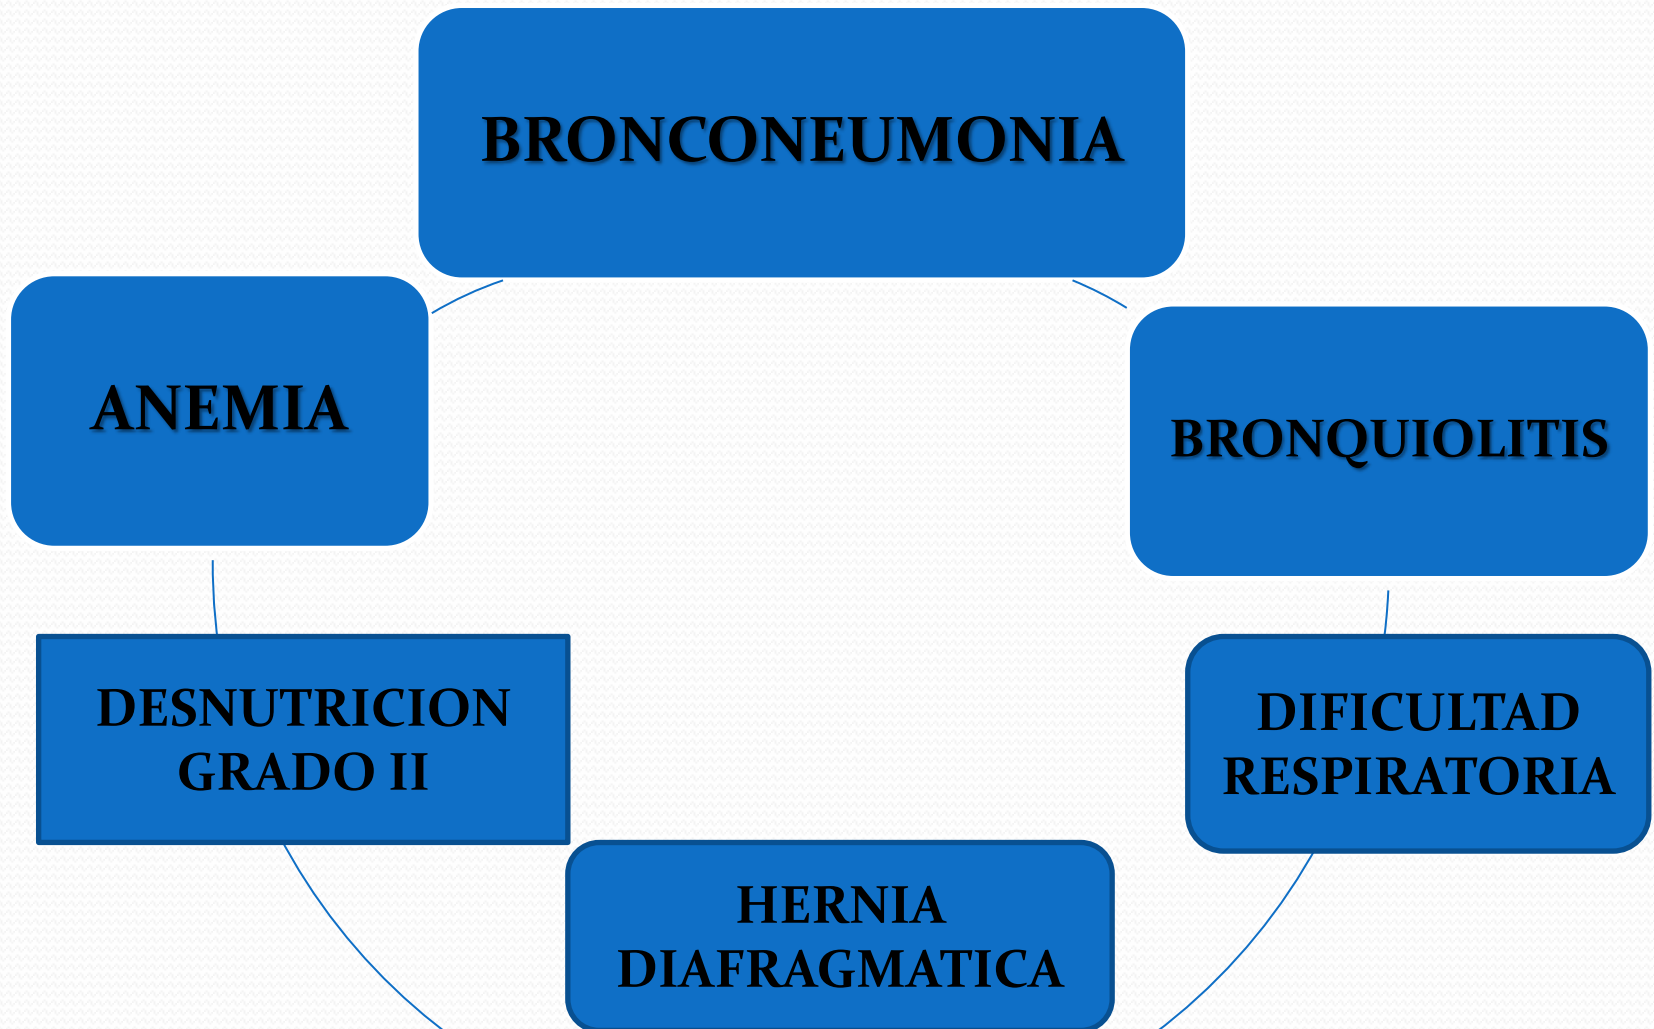 BRONCONEUMONIA
ANEMIA
BRONQUIOLITIS
DESNUTRICION
GRADO II
DIFICULTAD
RESPIRATORIA
HERNIA
DIAFRAGMATICA